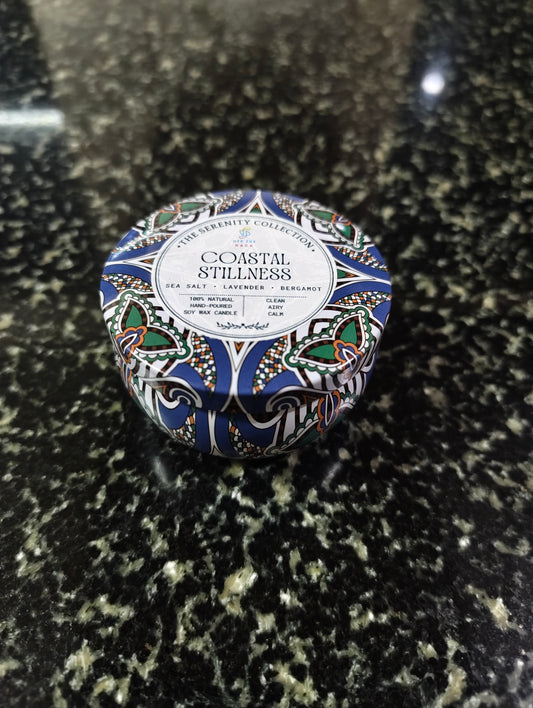 • THE SERENITY COLLECTION •
COASTAL
STILLNESS
SEA SALT • LAVENDER • BERGAMOT
100% NATURAL
HAND-POURED
SOY WAX CANDLE
CLEAN
AIRY
CALM